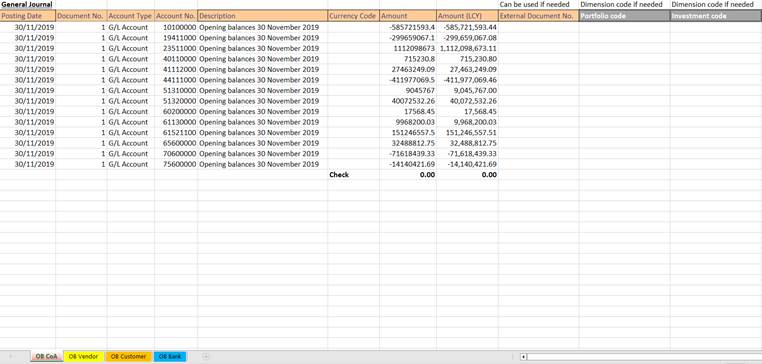 General Journal Can be used if needed Dimension code if needed Dimension code if needed
Posting Date Document No. Account Type Account No. Description Currency Code Amount Amount (LCY) External Document No. Portfolio code Investment code
30/11/2019 1 G/L Account 10100000 Opening balances 30 November 2019 -585721593.4 -585,721,593.44
30/11/2019 1 G/L Account 19411000 Opening balances 30 November 2019 -299659067.1 -299,659,067.08
30/11/2019 1 G/L Account 23511000 Opening balances 30 November 2019 1112098673 1,112,098,673.11
30/11/2019 1 G/L Account 40110000 Opening balances 30 November 2019 715230.8 715,230.80
30/11/2019 1 G/L Account 41112000 Opening balances 30 November 2019 27463249.09 27,463,249.09
30/11/2019 1 G/L Account 44111000 Opening balances 30 November 2019 -411977069.5 -411,977,069.46
30/11/2019 1 G/L Account 51310000 Opening balances 30 November 2019 9045767 9,045,767.00
30/11/2019 1 G/L Account 51320000 Opening balances 30 November 2019 40072532.26 40,072,532.26
30/11/2019 1 G/L Account 60200000 Opening balances 30 November 2019 17568.45 17,568.45
30/11/2019 1 G/L Account 61130000 Opening balances 30 November 2019 9968200.03 9,968,200.03
30/11/2019 1 G/L Account 61521100 Opening balances 30 November 2019 151246557.5 151,246,557.51
30/11/2019 1 G/L Account 65600000 Opening balances 30 November 2019 32488812.75 32,488,812.75
30/11/2019 1 G/L Account 70600000 Opening balances 30 November 2019 -71618439.33 -71,618,439.33
30/11/2019 1 G/L Account 75600000 Opening balances 30 November 2019 -14140421.69 -14,140,421.69
Check 0.00 0.00
OB CoA OB Vendor OB Customer OB Bank